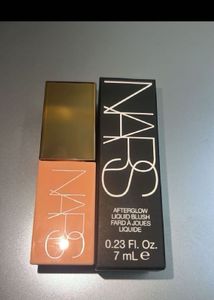 NARS
NARS
AFTERGLOW
LIQUID BLUSH
FARD À JOUES
LIQUIDE
0.23 Fl. Oz.
7 mL ℮